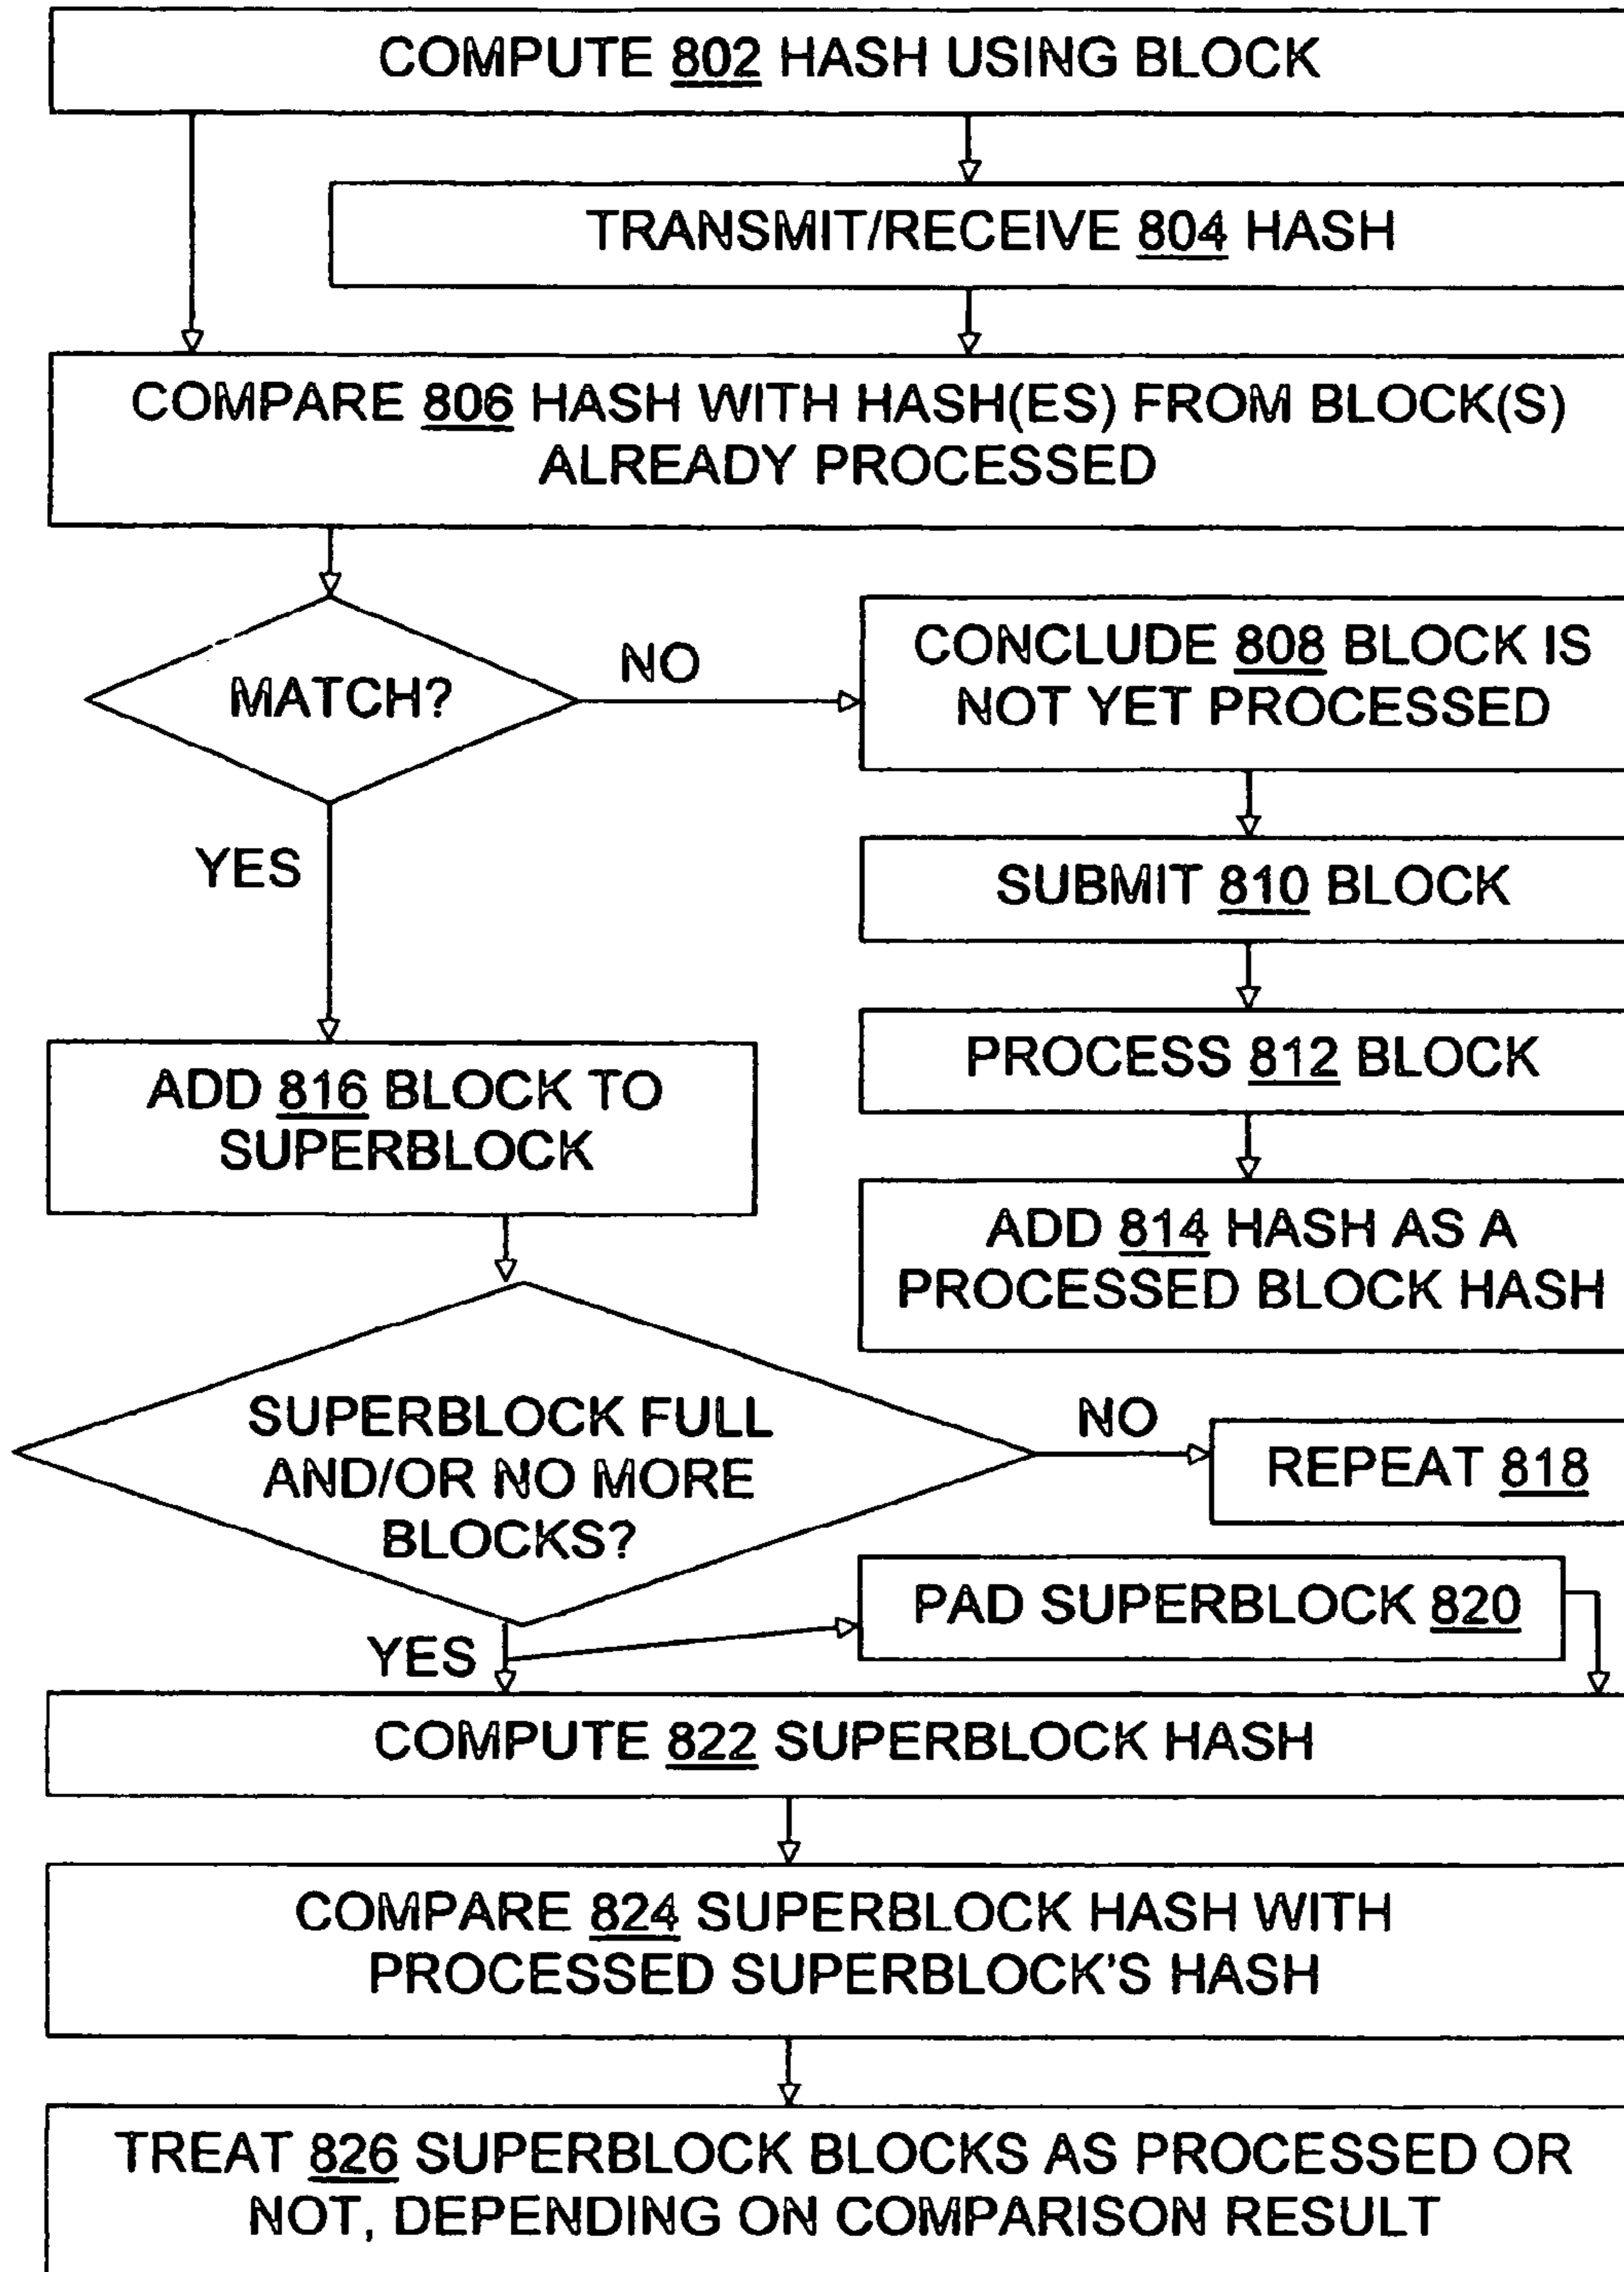 COMPUTE 802 HASH USING BLOCK
TRANSMIT/RECEIVE 804 HASH
COMPARE 806 HASH WITH HASH(ES) FROM BLOCK(S)
ALREADY PROCESSED
MATCH?
NO
CONCLUDE 808 BLOCK IS
NOT YET PROCESSED
YES
SUBMIT 810 BLOCK
PROCESS 812 BLOCK
ADD 816 BLOCK TO
SUPERBLOCK
ADD 814 HASH AS A
PROCESSED BLOCK HASH
SUPERBLOCK FULL
AND/OR NO MORE
BLOCKS?
NO
REPEAT 818
PAD SUPERBLOCK 820
YES
COMPUTE 822 SUPERBLOCK HASH
COMPARE 824 SUPERBLOCK HASH WITH
PROCESSED SUPERBLOCK'S HASH
TREAT 826 SUPERBLOCK BLOCKS AS PROCESSED OR
NOT, DEPENDING ON COMPARISON RESULT